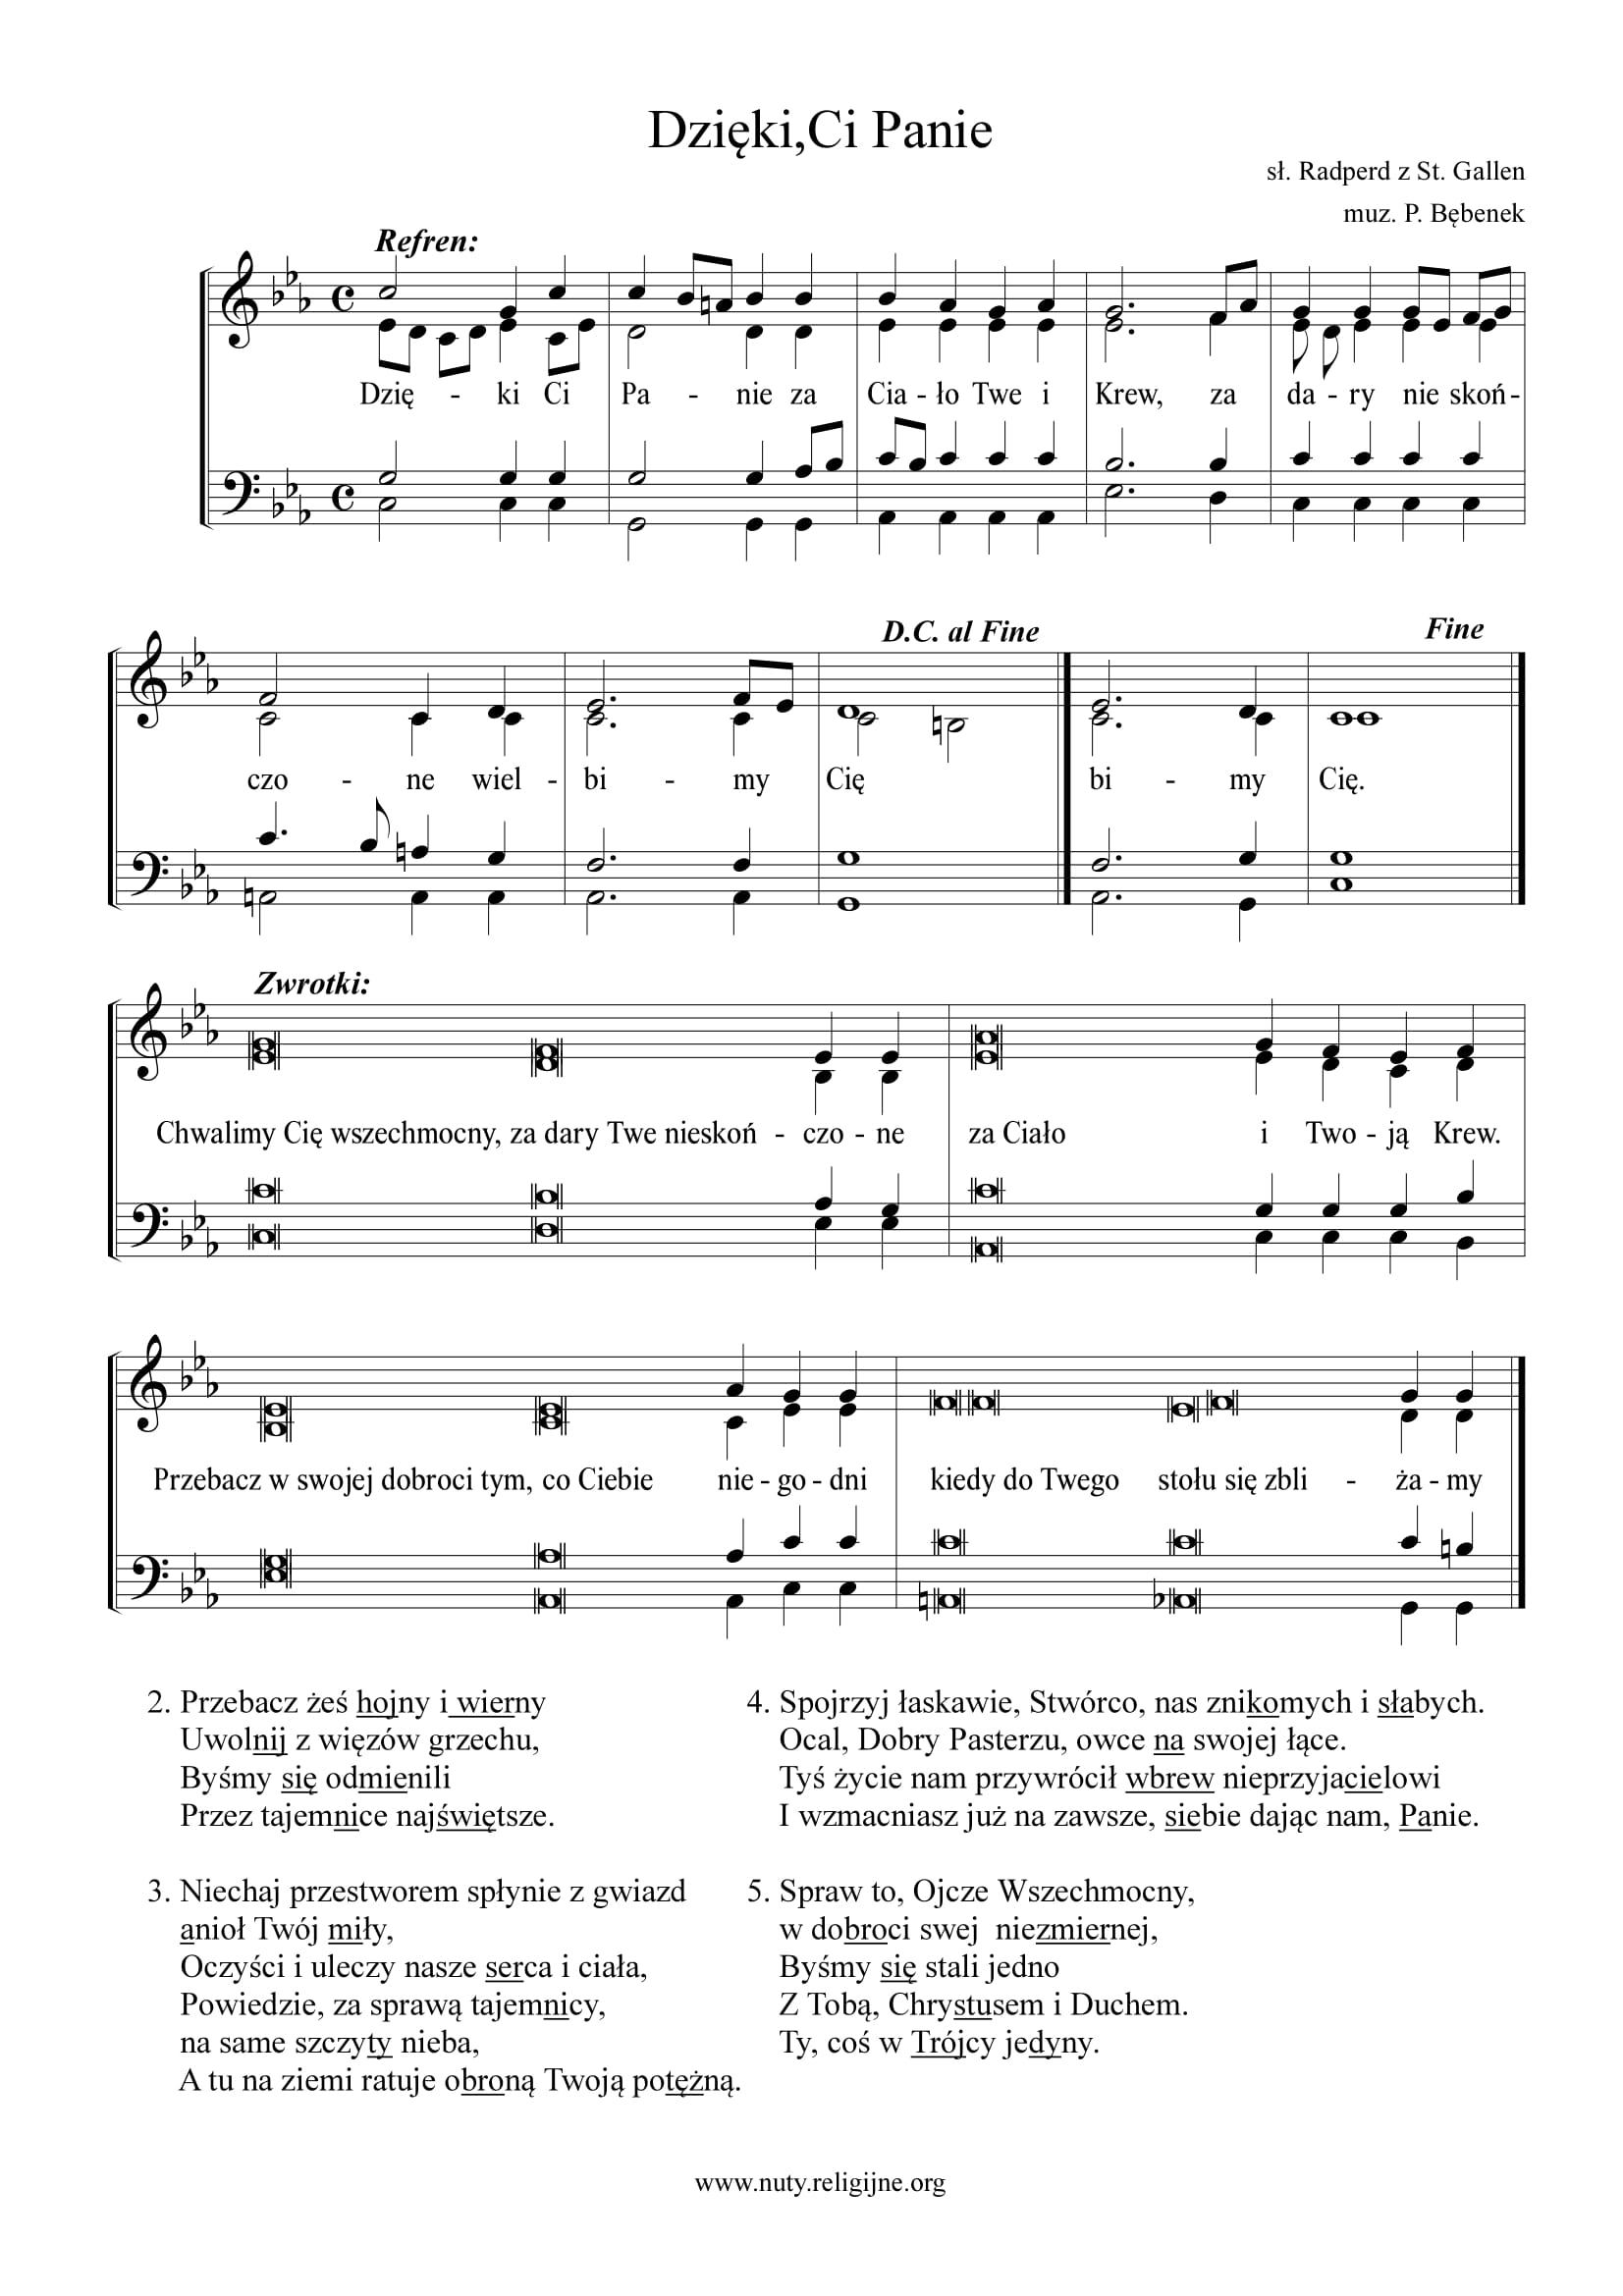 Dzięki,Ci Panie
sł. Radperd z St. Gallen
muz. P. Bębenek
Refren:
Dzię - ki Ci Pa - nie za Cia - ło Twe i Krew, za da - ry nie skoń -
D.C. al Fine
Fine
czo - ne wiel - bi - my Cię bi - my Cię.
Zwrotki:
Chwalimy Cię wszechmocny, za dary Twe nieskoń - czo - ne za Ciało i Two - ją Krew.
Przebacz w swojej dobroci tym, co Ciebie nie - go - dni kiedy do Twego stołu się zbli - ża - my
2. Przebacz żeś hojny i wierny
Uwolnij z więzów grzechu,
Byśmy się odmienili
Przez tajemnice najświętsze.
3. Niechaj przestworem spłynie z gwiazd
anioł Twój miły,
Oczyści i uleczy nasze serca i ciała,
Powiedzie, za sprawą tajemnicy,
na same szczyty nieba,
A tu na ziemi ratuje obroną Twoją potężną.
4. Spojrzyj łaskawie, Stwórco, nas znikomych i słabych.
Ocal, Dobry Pasterzu, owce na swojej łące.
Tyś życie nam przywrócił wbrew nieprzyjacielowi
I wzmacniasz już na zawsze, siebie dając nam, Panie.
5. Spraw to, Ojcze Wszechmocny,
w dobroci swej  niezmiernej,
Byśmy się stali jedno
Z Tobą, Chrystusem i Duchem.
Ty, coś w Trójcy jedyny.
www.nuty.religijne.org